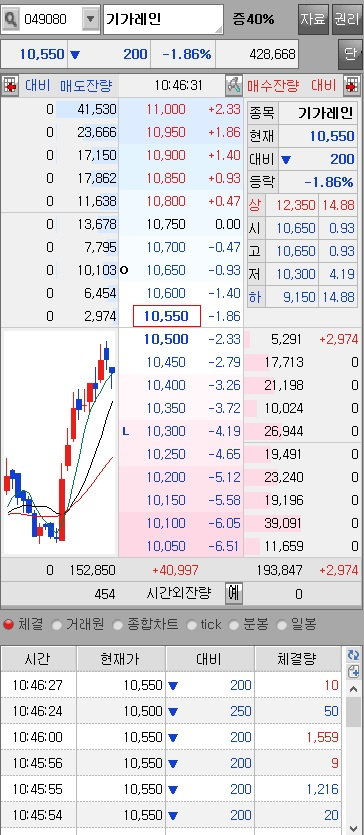 049080 기가레인 증40% 자료 권리
10,550 ▼ 200 -1.86% 428,668 단
대비 매도잔량 10:46:31 매수잔량 대비
0 41,530 11,000 +2.33 종목 기가레인
0 23,666 10,950 +1.86 현재 10,550
0 17,150 10,900 +1.40 대비 ▼ 200
0 17,862 10,850 +0.93 등락 -1.86%
0 11,638 10,800 +0.47 상 12,350 14.88
0 13,678 10,750 0.00 시 10,650 0.93
0 7,795 10,700 -0.47 고 10,650 0.93
0 10,103 O 10,650 -0.93 저 10,300 4.19
0 6,454 10,600 -1.40 하 9,150 14.88
0 2,974 10,550 -1.86
10,500 -2.33 5,291 +2,974
10,450 -2.79 17,713 0
10,400 -3.26 21,198 0
10,350 -3.72 10,024 0
L 10,300 -4.19 26,944 0
10,250 -4.65 19,491 0
10,200 -5.12 23,240 0
10,150 -5.58 19,196 0
10,100 -6.05 39,091 0
10,050 -6.51 11,659 0
0 152,850 +40,997 193,847 +2,974
454 시간외잔량 예 0
체결 거래원 종합차트 tick 분봉 일봉
시간 현재가 대비 체결량
10:46:27 10,550 ▼ 200 10
10:46:24 10,500 ▼ 250 50
10:46:00 10,550 ▼ 200 1,559
10:45:56 10,550 ▼ 200 9
10:45:55 10,550 ▼ 200 1,216
10:45:54 10,550 ▼ 200 20